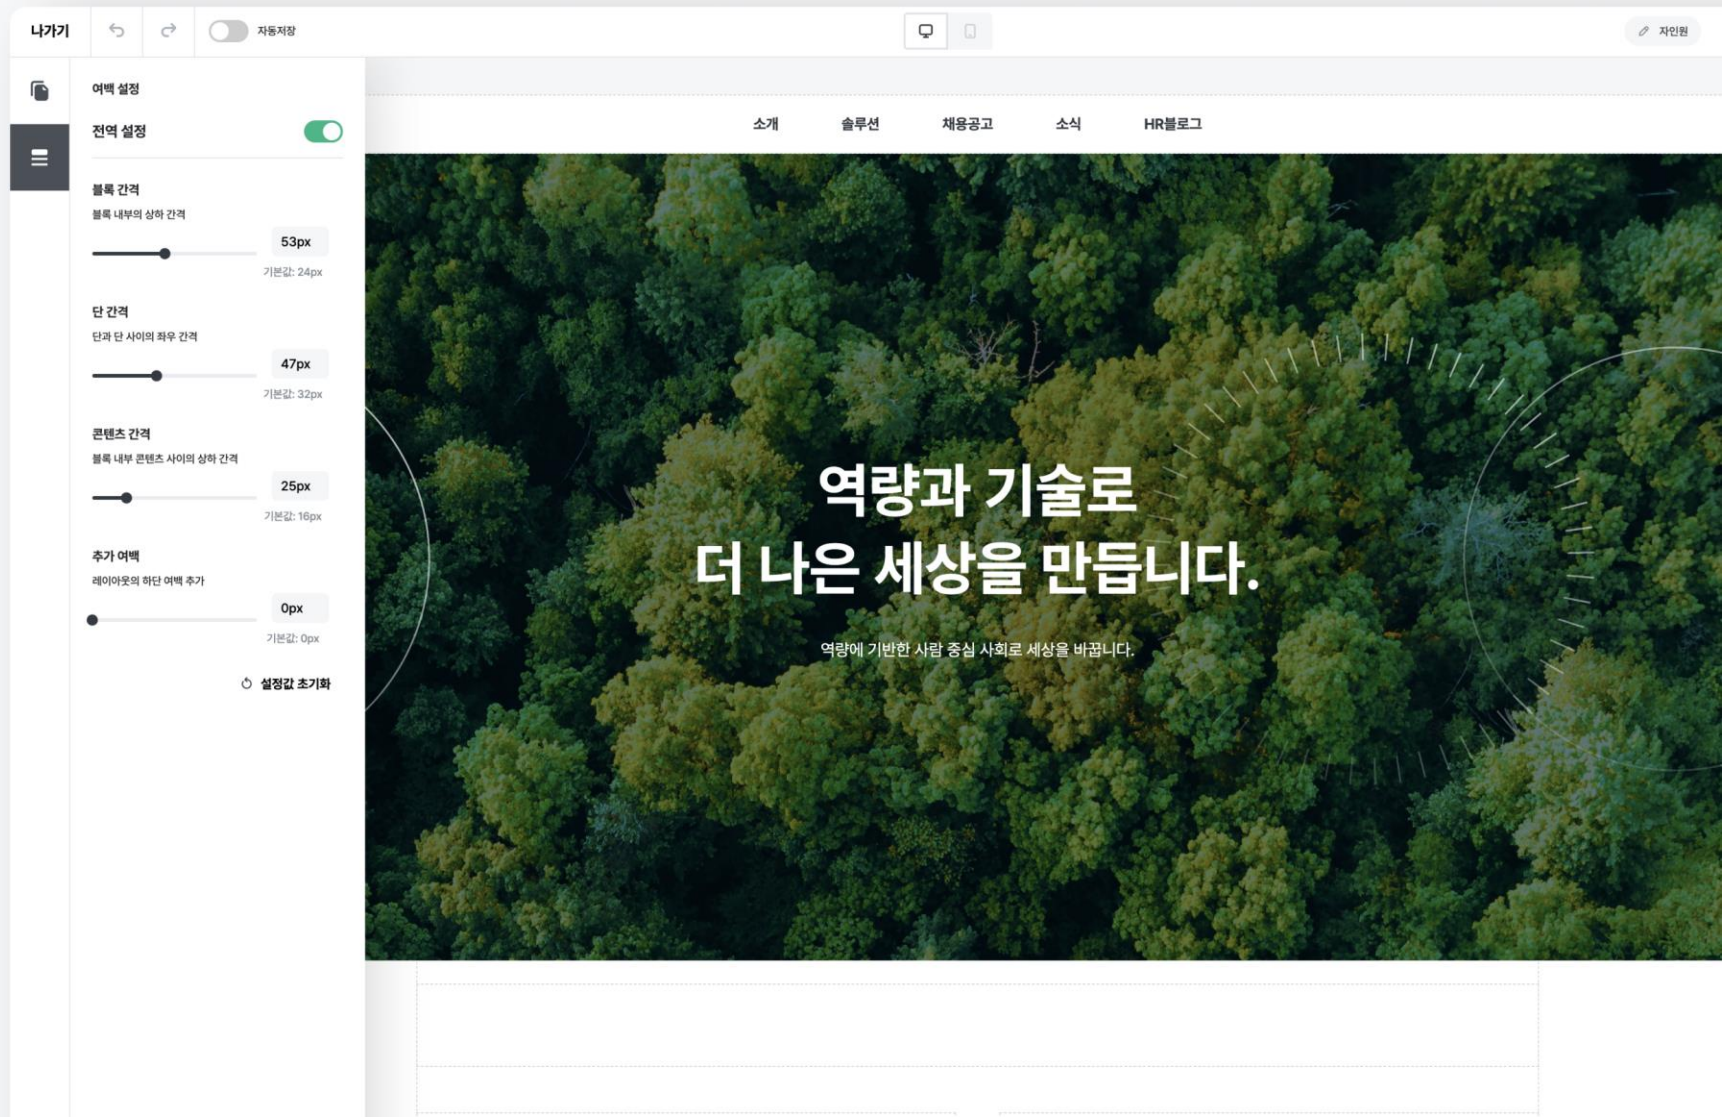 나가기
자동저장
자인원
여백 설정
전역 설정
블록 간격
블록 내부의 상하 간격
53px
기본값: 24px
단 간격
단과 단 사이의 좌우 간격
47px
기본값: 32px
콘텐츠 간격
블록 내부 콘텐츠 사이의 상하 간격
25px
기본값: 16px
추가 여백
레이아웃의 하단 여백 추가
0px
기본값: 0px
설정값 초기화
소개 솔루션 채용공고 소식 HR블로그
역량과 기술로
더 나은 세상을 만듭니다.
역량에 기반한 사람 중심 사회로 세상을 바꿉니다.